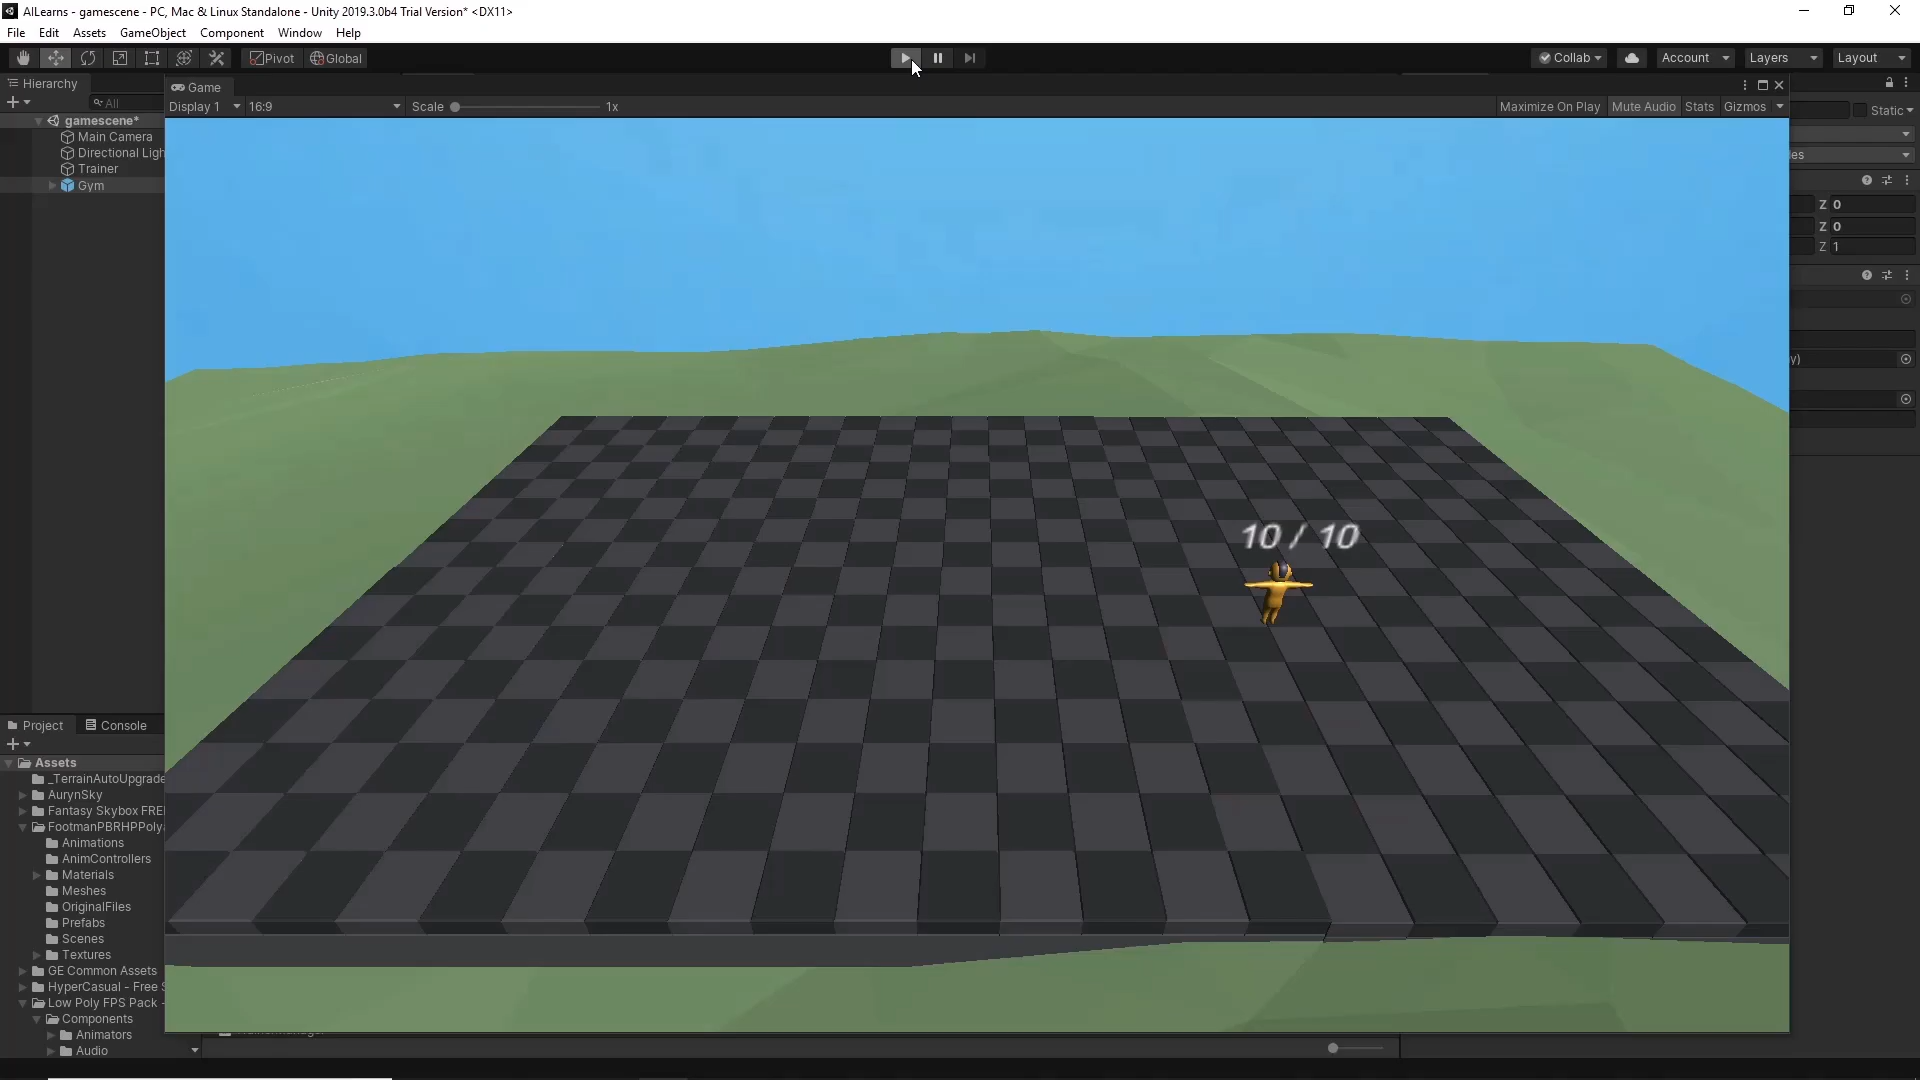 AILearns - gamescene - PC, Mac & Linux Standalone - Unity 2019.3.0b4 Trial Version* <DX11>
File Edit Assets GameObject Component Window Help
Pivot Global Collab Account Layers Layout
Hierarchy
Game
All
Display 1 16:9 Scale 1x Maximize On Play Mute Audio Stats Gizmos
Static
gamescene*
Main Camera
Directional Ligh
Trainer
Gym
Z 0
Z 0
Z 1
10 / 10
Project Console
Assets
_TerrainAutoUpgrade
AurynSky
Fantasy Skybox FRE
FootmanPBRHPPoly
Animations
AnimControllers
Materials
Meshes
OriginalFiles
Prefabs
Scenes
Textures
GE Common Assets
HyperCasual - Free S
Low Poly FPS Pack -
Components
Animators
Audio